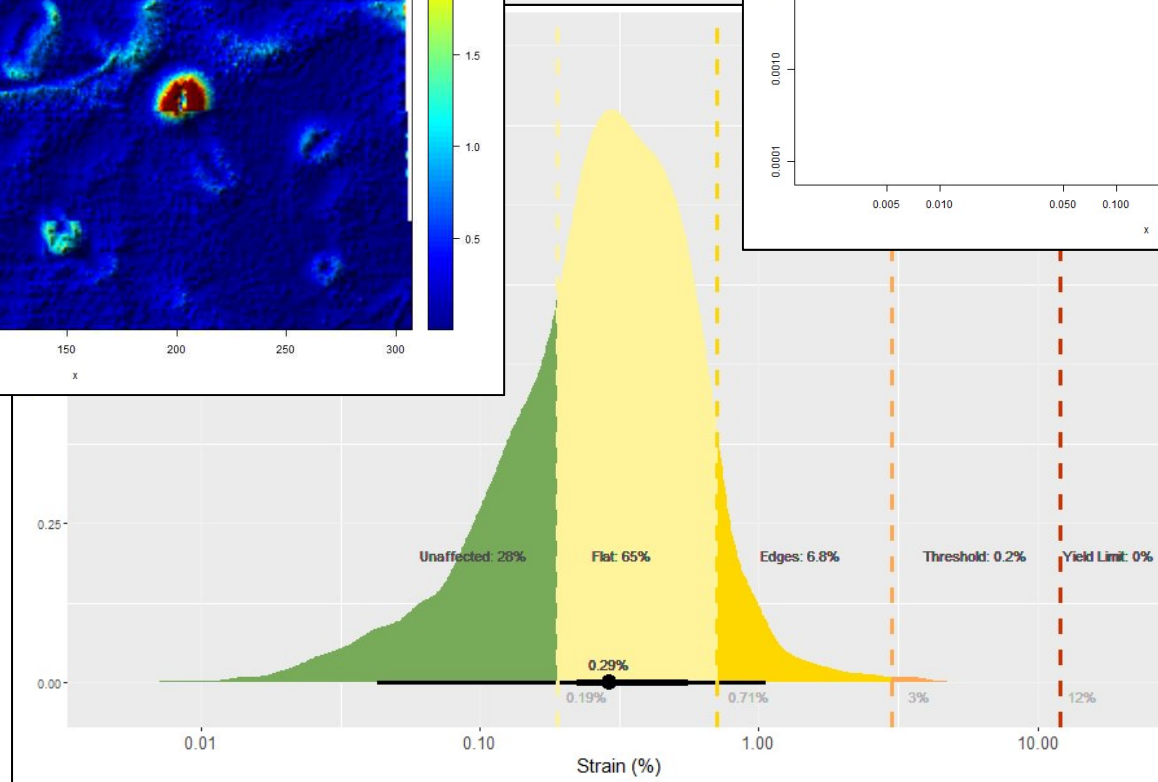 1.5
1.0
0.5
150 200 250 300
x
0.0010
0.0001
0.005 0.010 0.050 0.100
x
0.25
Unaffected: 28% Flat: 65% Edges: 6.8% Threshold: 0.2% Yield Limit: 0%
0.29%
0.00
0.19% 0.71% 3% 12%
0.01 0.10 1.00 10.00
Strain (%)